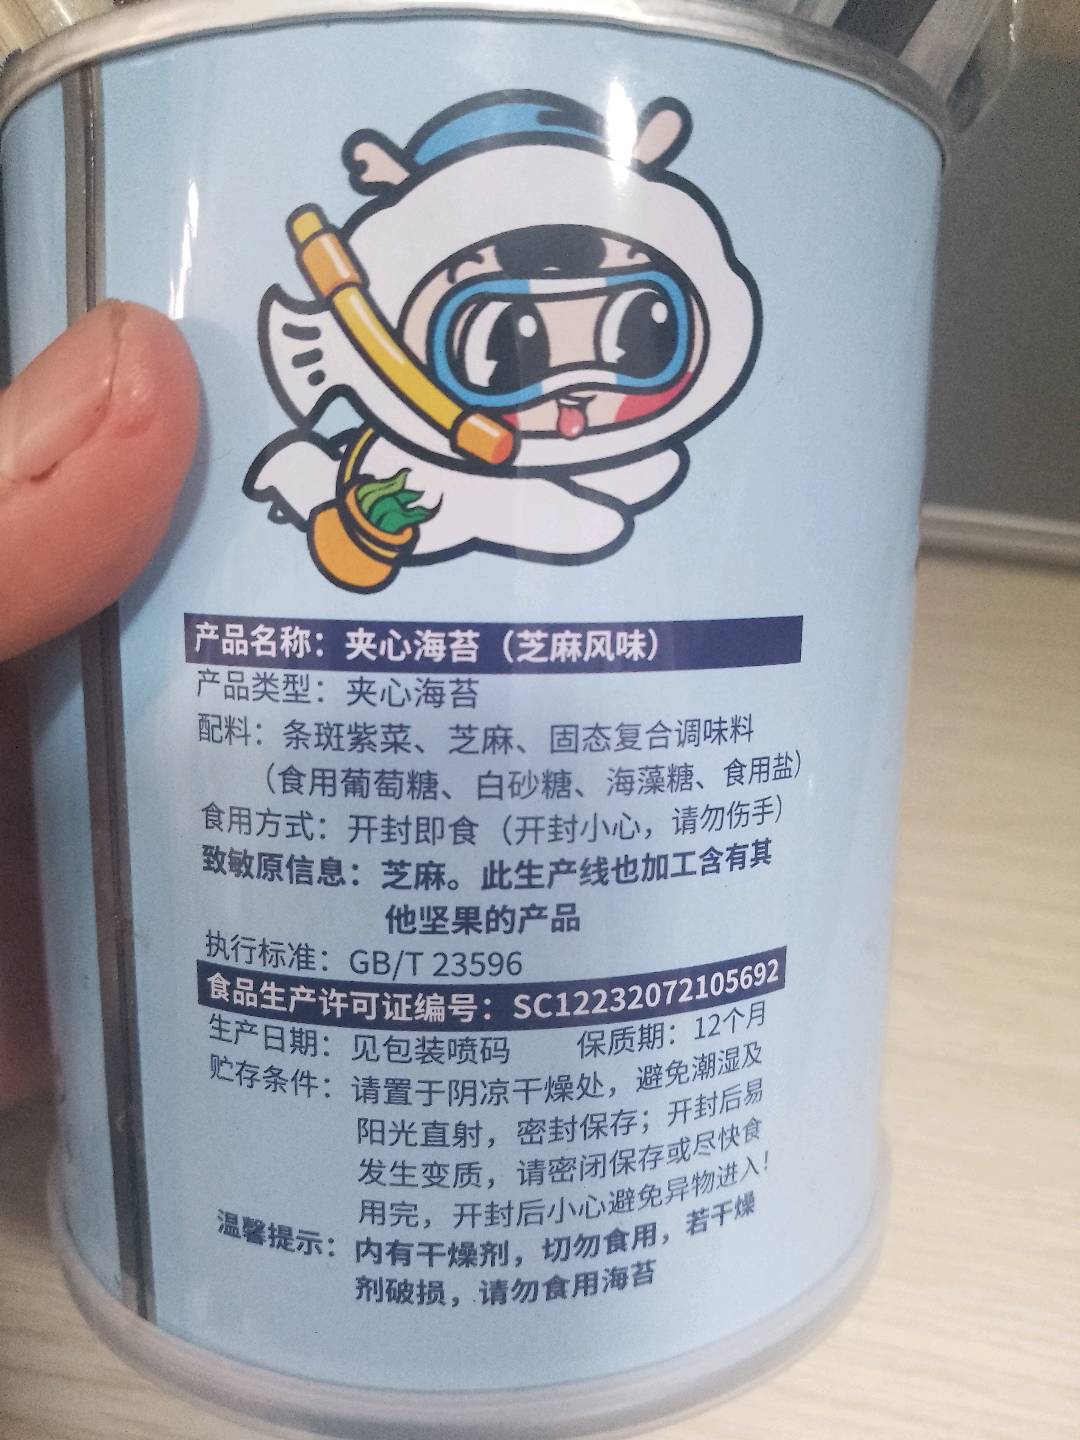 产品名称：夹心海苔（芝麻风味）
产品类型：夹心海苔
配料：条斑紫菜、芝麻、固态复合调味料
（食用葡萄糖、白砂糖、海藻糖、食用盐）
食用方式：开封即食（开封小心，请勿伤手）
致敏原信息：芝麻。此生产线也加工含有其
他坚果的产品
执行标准：GB/T 23596
食品生产许可证编号：SC12232072105692
生产日期：见包装喷码 保质期：12个月
贮存条件：请置于阴凉干燥处，避免潮湿及
阳光直射，密封保存；开封后易
发生变质，请密闭保存或尽快食
用完，开封后小心避免异物进入！
温馨提示：内有干燥剂，切勿食用，若干燥
剂破损，请勿食用海苔